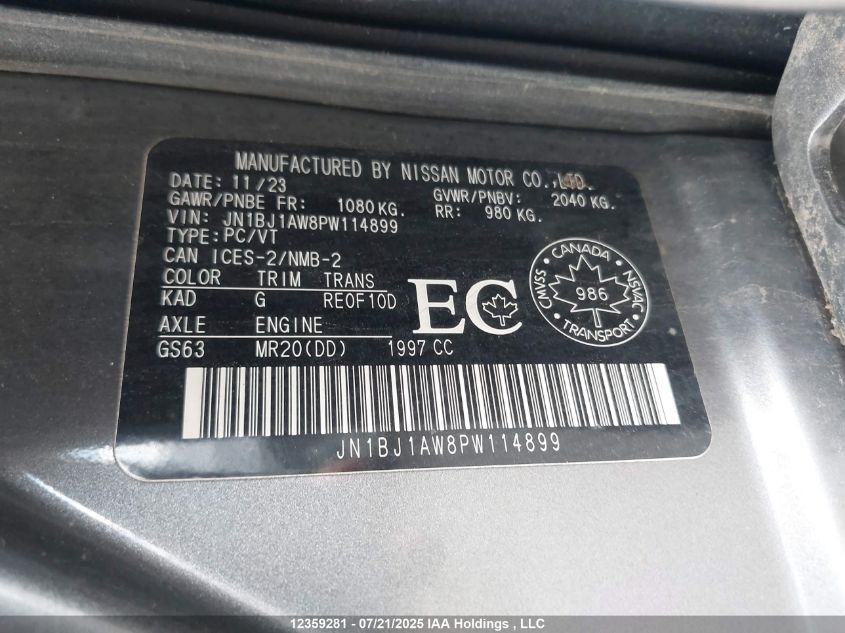 MANUFACTURED BY NISSAN MOTOR CO.,LTD.
DATE: 11/23
GAWR/PNBE FR: 1080KG. GVWR/PNBV: 2040 KG.
VIN: JN1BJ1AW8PW114899 RR: 980 KG.
TYPE:PC/VT
CAN ICES-2/NMB-2
COLOR TRIM TRANS
KAD G RE0F10D
AXLE ENGINE
GS63 MR20(DD) 1997 CC
EC
CANADA
CMVSS 986 NSVAC
TRANSPORT
JN1BJ1AW8PW114899
12359281 - 07/21/2025 IAA Holdings , LLC